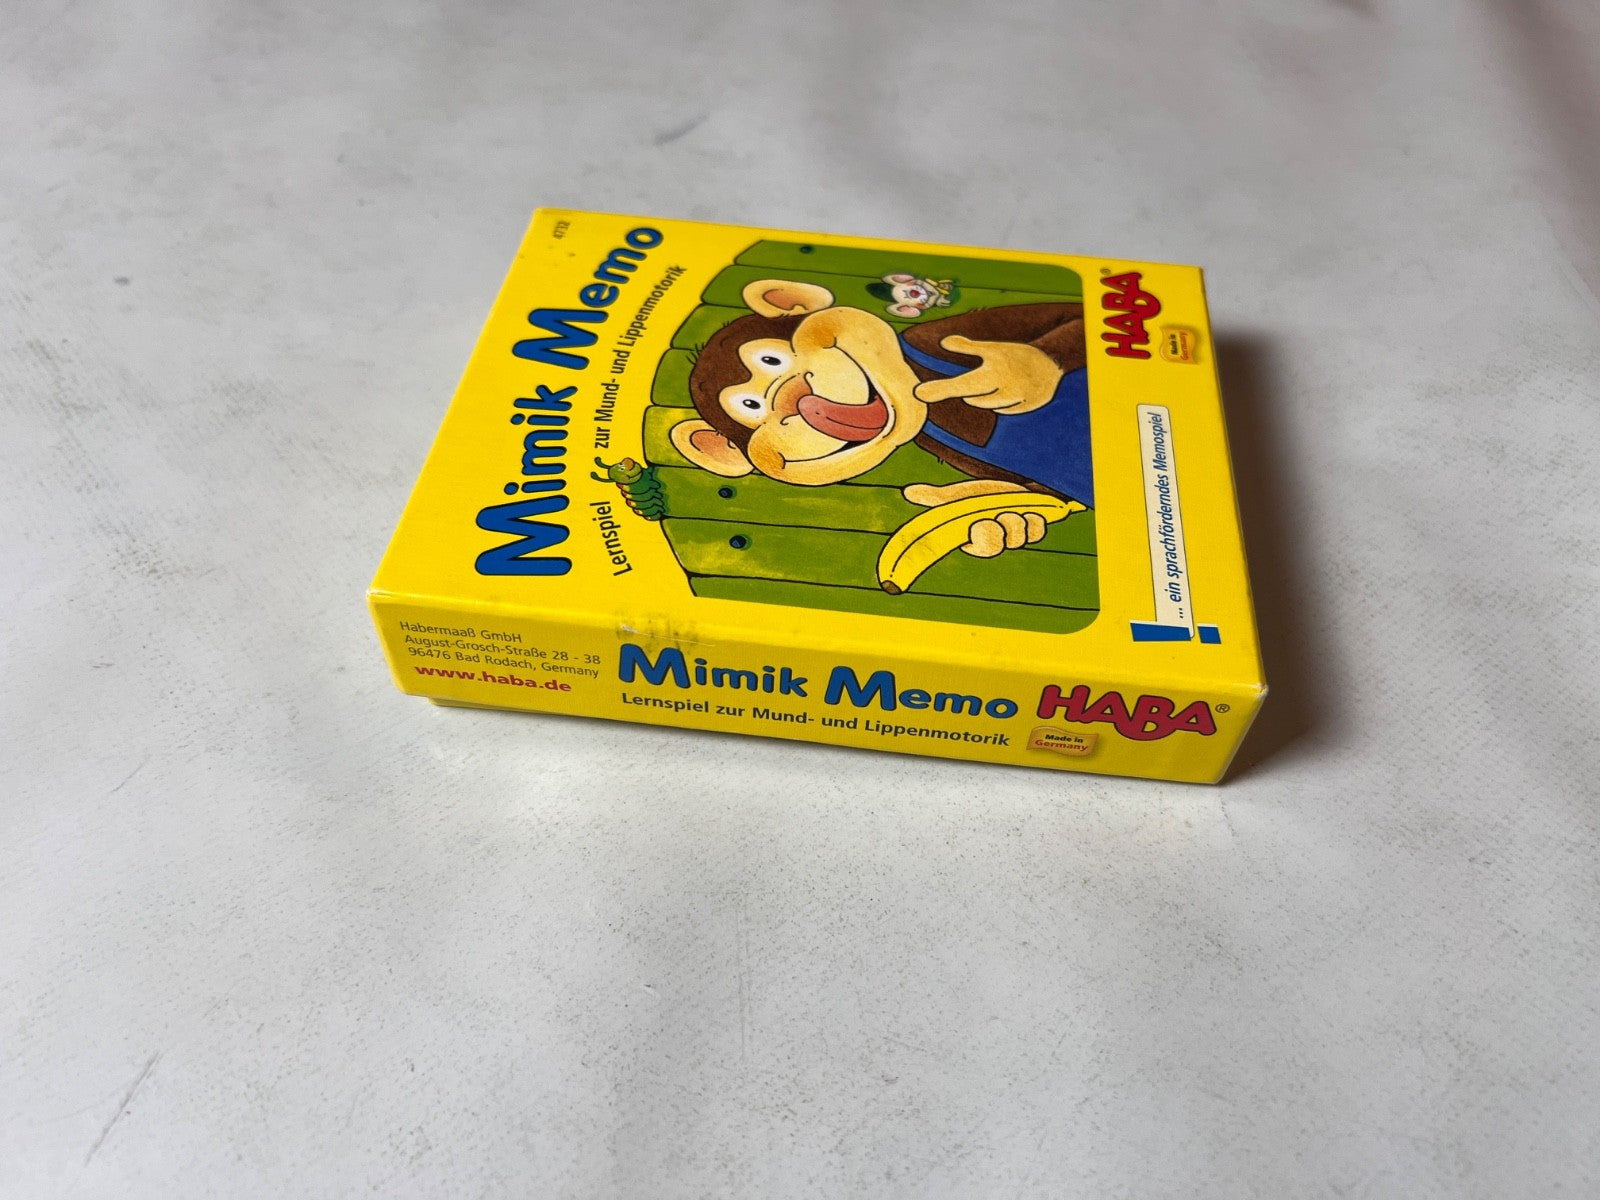 4732
Mimik Memo
Lernspiel zur Mund- und Lippenmotorik
HABA®
Made in
Germany
... ein sprachförderndes Memospiel
Habermaaß GmbH
August-Grosch-Straße 28 - 38
96476 Bad Rodach, Germany
www.haba.de
Mimik Memo
Lernspiel zur Mund- und Lippenmotorik
HABA®
Made in
Germany